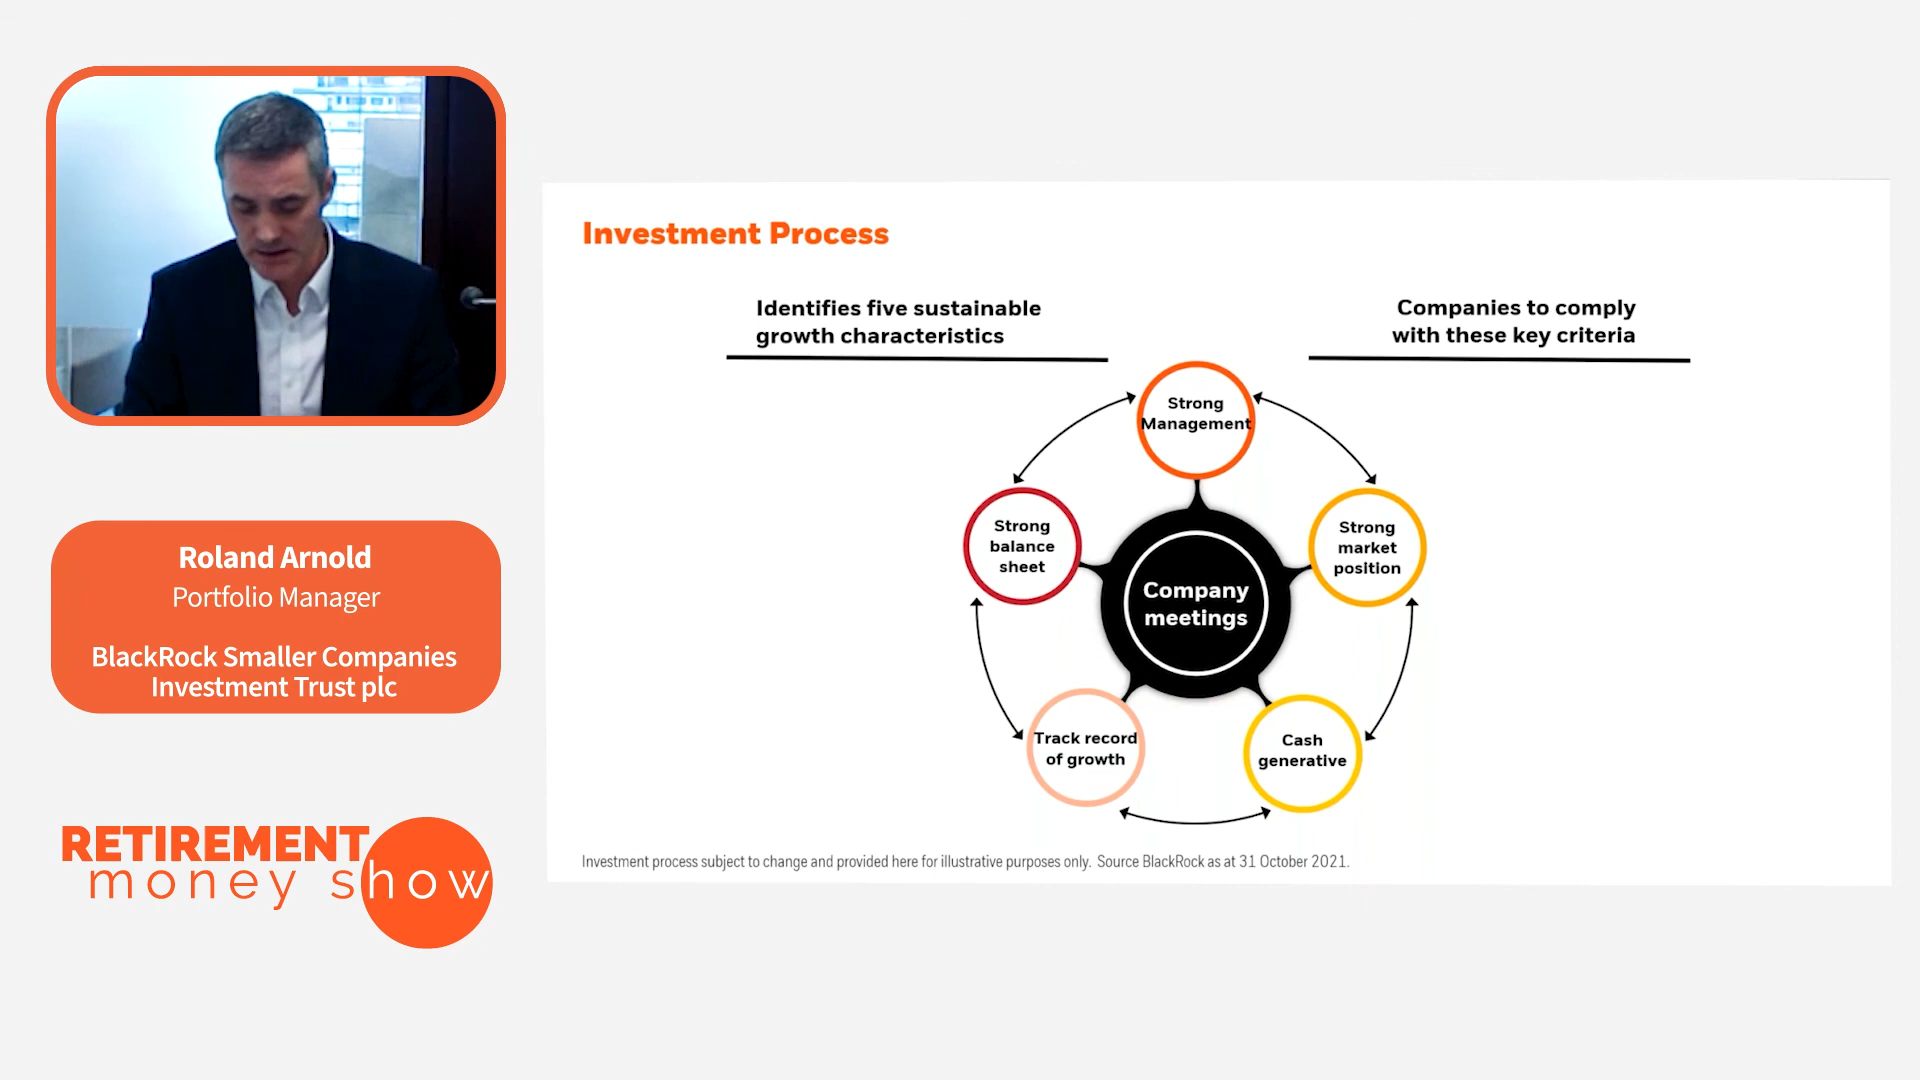 Roland Arnold
Portfolio Manager
BlackRock Smaller Companies
Investment Trust plc
RETIREMENT
money show
Investment Process
Identifies five sustainable
growth characteristics
Companies to comply
with these key criteria
Strong
Management
Strong
balance
sheet
Strong
market
position
Company
meetings
Track record
of growth
Cash
generative
Investment process subject to change and provided here for illustrative purposes only. Source BlackRock as at 31 October 2021.